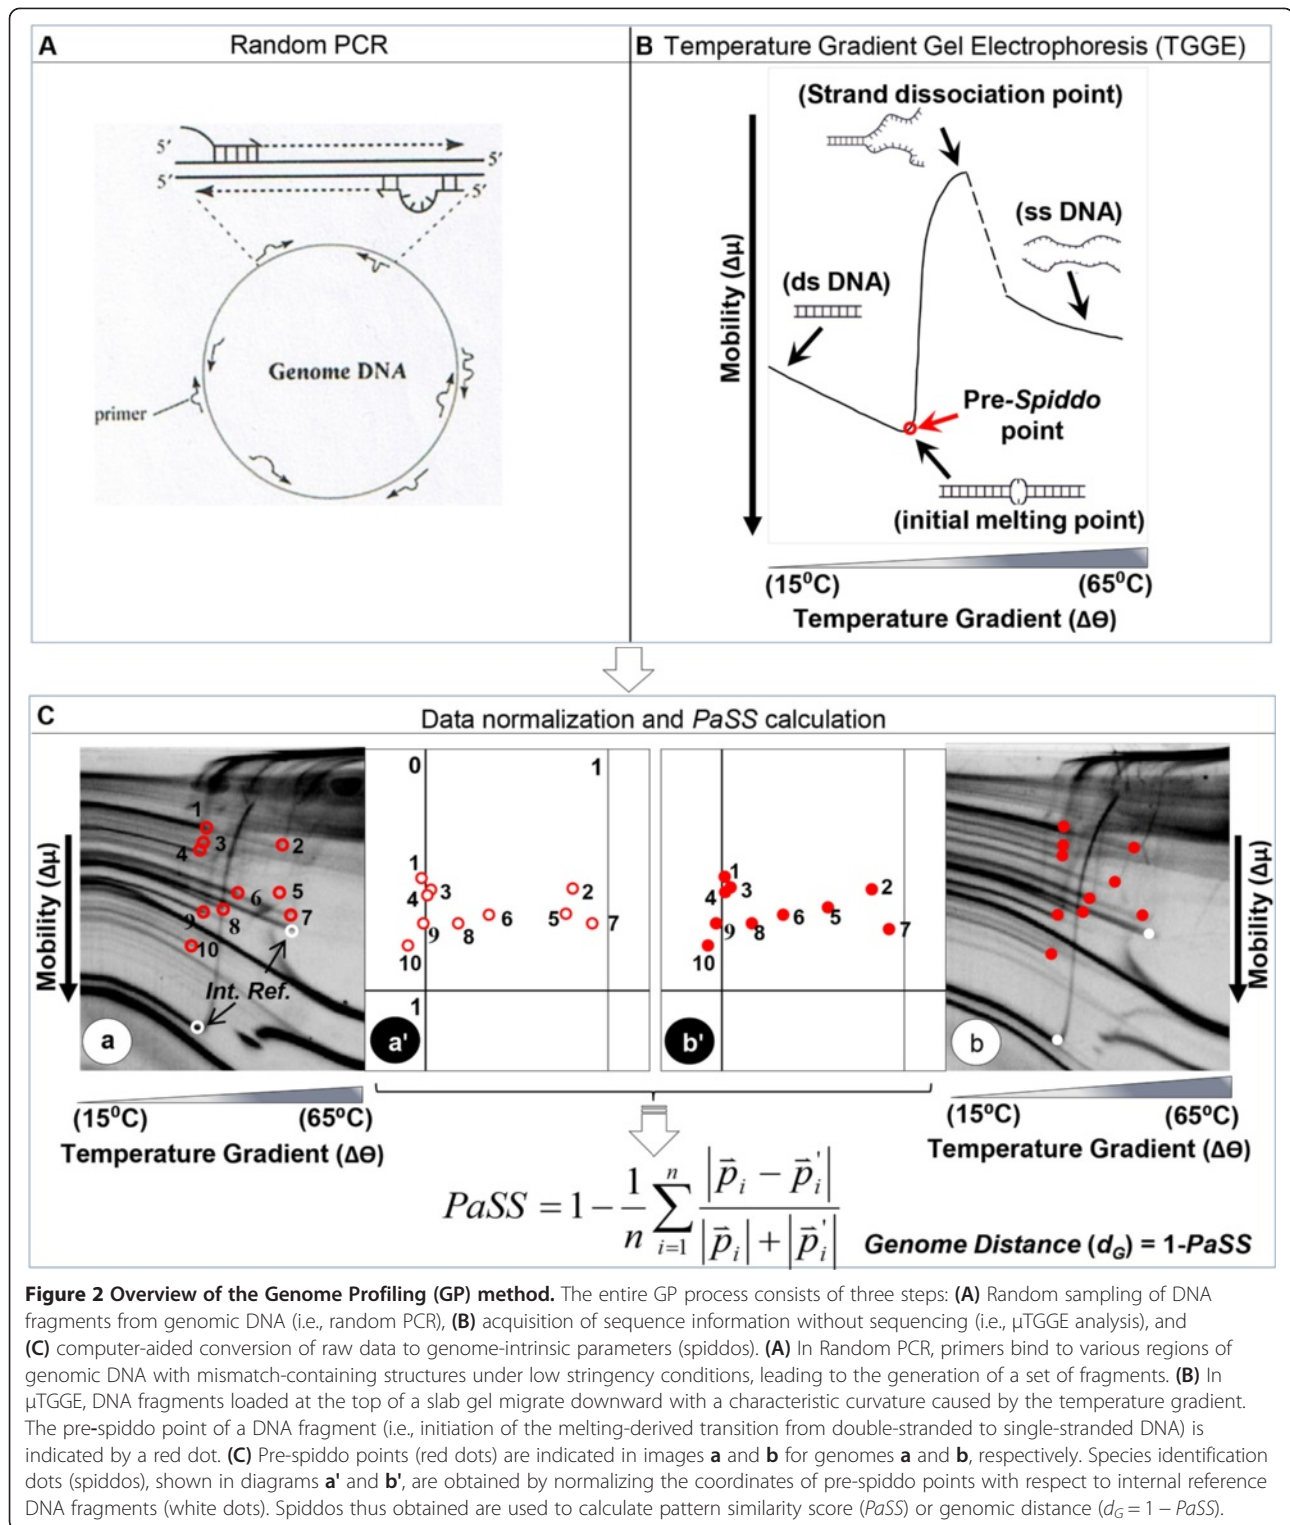 A Random PCR
B Temperature Gradient Gel Electrophoresis (TGGE)
5′
5′
5′
5′
Genome DNA
primer
(Strand dissociation point)
(ss DNA)
(ds DNA)
Mobility (Δμ)
Pre-Spiddo
point
(initial melting point)
(15⁰C) (65⁰C)
Temperature Gradient (ΔΘ)
C Data normalization and PaSS calculation
Mobility (Δμ)
1
3
4
2
6
5
9
8
7
10
Int. Ref.
a
0 1
1
3
4
2
5
6
7
9
8
10
1
a'
1
3
4
2
5
6
7
9
8
10
b'
b
Mobility (Δμ)
(15⁰C) (65⁰C)
Temperature Gradient (ΔΘ)
(15⁰C) (65⁰C)
Temperature Gradient (ΔΘ)
PaSS = 1 − 1/n ∑ i=1 n |p⃗i − p⃗i'| / |p⃗i| + |p⃗i'|
Genome Distance (dG) = 1-PaSS
Figure 2 Overview of the Genome Profiling (GP) method. The entire GP process consists of three steps: (A) Random sampling of DNA
fragments from genomic DNA (i.e., random PCR), (B) acquisition of sequence information without sequencing (i.e., μTGGE analysis), and
(C) computer-aided conversion of raw data to genome-intrinsic parameters (spiddos). (A) In Random PCR, primers bind to various regions of
genomic DNA with mismatch-containing structures under low stringency conditions, leading to the generation of a set of fragments. (B) In
μTGGE, DNA fragments loaded at the top of a slab gel migrate downward with a characteristic curvature caused by the temperature gradient.
The pre-spiddo point of a DNA fragment (i.e., initiation of the melting-derived transition from double-stranded to single-stranded DNA) is
indicated by a red dot. (C) Pre-spiddo points (red dots) are indicated in images a and b for genomes a and b, respectively. Species identification
dots (spiddos), shown in diagrams a' and b', are obtained by normalizing the coordinates of pre-spiddo points with respect to internal reference
DNA fragments (white dots). Spiddos thus obtained are used to calculate pattern similarity score (PaSS) or genomic distance (dG = 1 − PaSS).